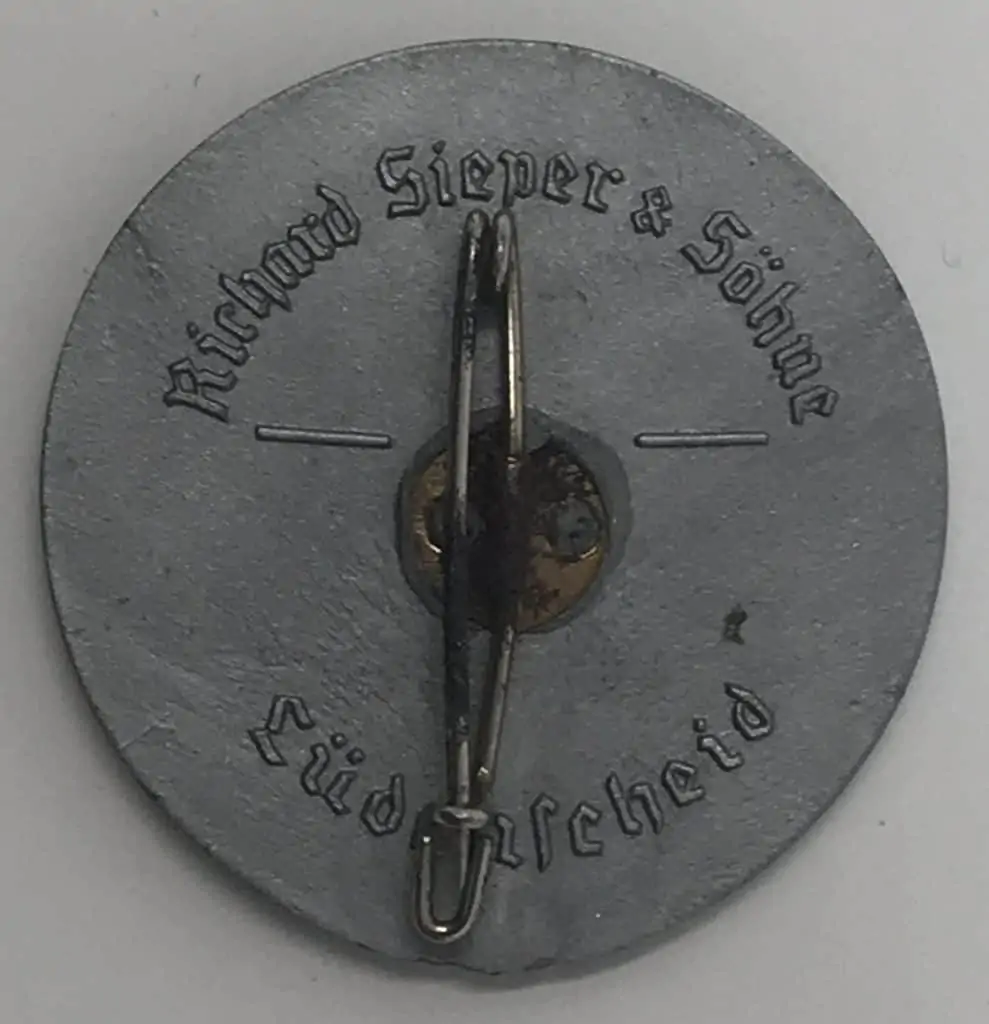 Richard Sieper & Söhne
Lüdenscheid